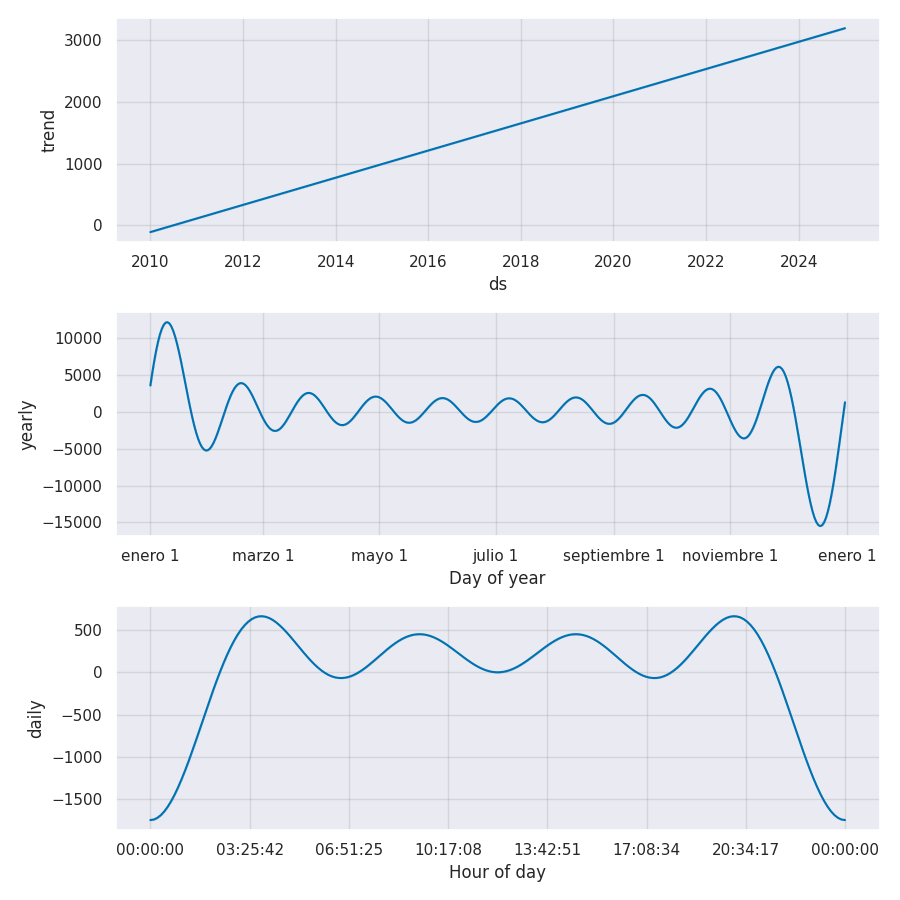 3000
2000
1000
0
trend
2010 2012 2014 2016 2018 2020 2022 2024
ds
10000
5000
0
−5000
−10000
−15000
yearly
enero 1 marzo 1 mayo 1 julio 1 septiembre 1 noviembre 1 enero 1
Day of year
500
0
−500
−1000
−1500
daily
00:00:00 03:25:42 06:51:25 10:17:08 13:42:51 17:08:34 20:34:17 00:00:00
Hour of day